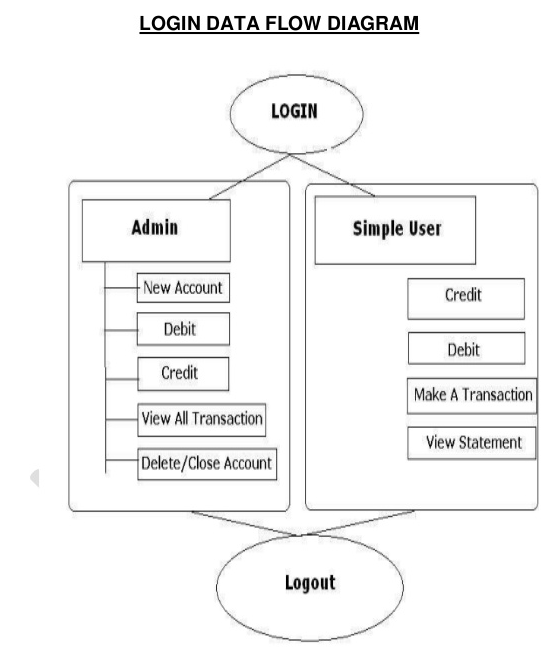 LOGIN DATA FLOW DIAGRAM
LOGIN
Admin
New Account
Debit
Credit
View All Transaction
Delete/Close Account
Simple User
Credit
Debit
Make A Transaction
View Statement
Logout